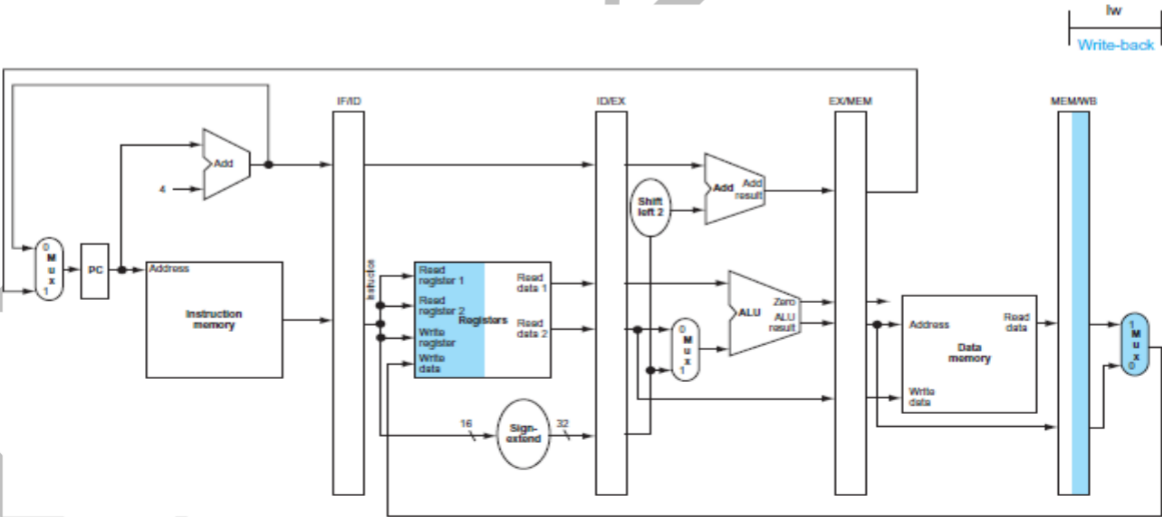 lw
Write-back
IF/ID
ID/EX
EX/MEM
MEM/WB
Add
4
Shift
left 2
Add
Add
result
0
M
u
x
1
PC
Address
Instruction
memory
Instruction
Read
register 1
Read
register 2
Registers
Write
register
Write
data
Read
data 1
Read
data 2
0
M
u
x
1
Zero
ALU
ALU
result
Address
Read
data
Data
memory
Write
data
1
M
u
x
0
16
Sign-
extend
32